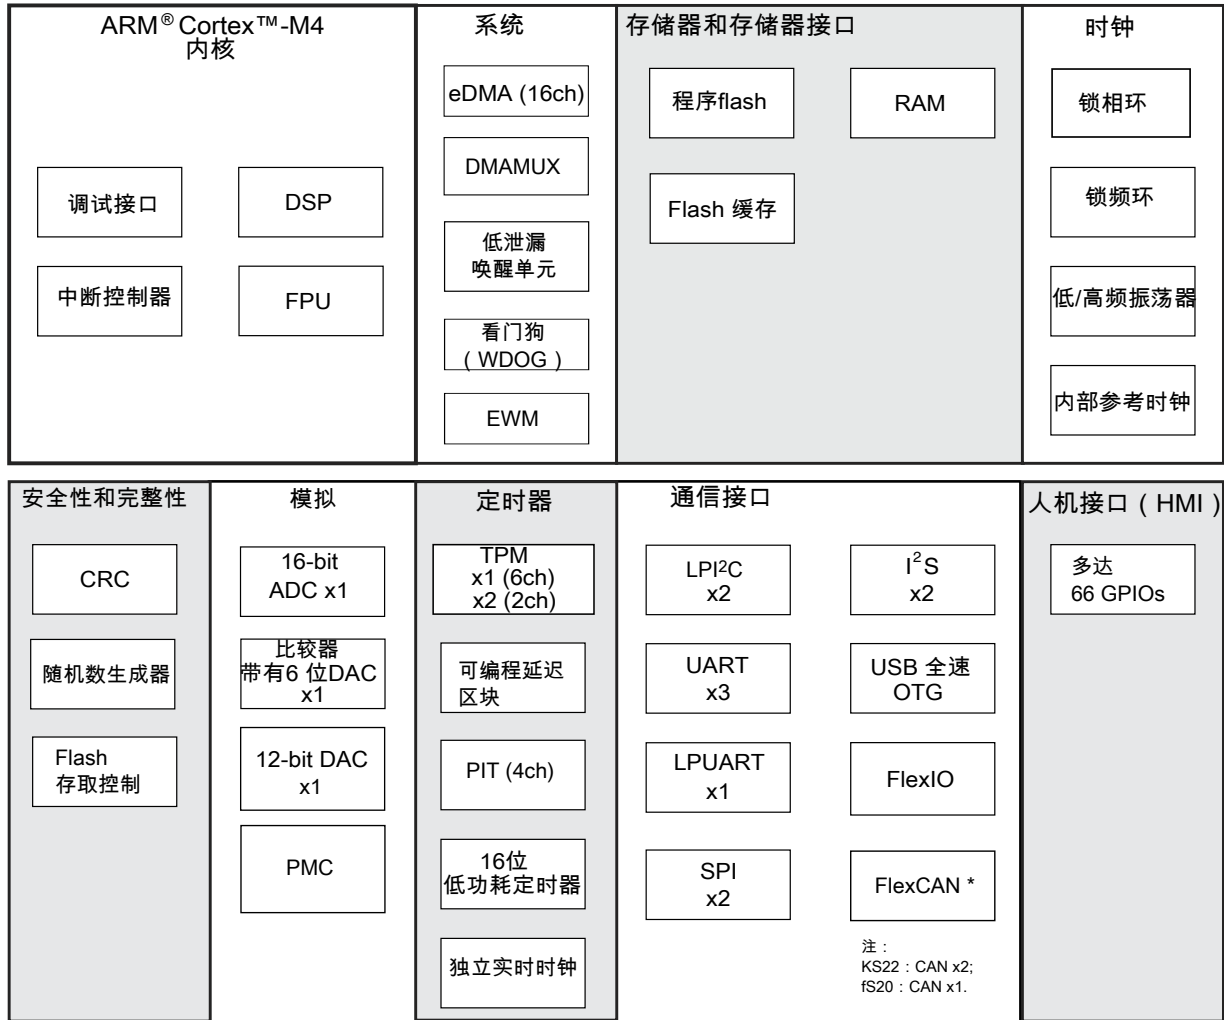 ARM® Cortex™-M4
内核
调试接口
DSP
中断控制器
FPU
系统
eDMA (16ch)
DMAMUX
低泄漏
唤醒单元
看门狗
( WDOG )
EWM
存储器和存储器接口
程序flash
RAM
Flash 缓存
时钟
锁相环
锁频环
低/高频振荡器
内部参考时钟
安全性和完整性
CRC
随机数生成器
Flash
存取控制
模拟
16-bit
ADC x1
比较器
带有6 位DAC
x1
12-bit DAC
x1
PMC
定时器
TPM
x1 (6ch)
x2 (2ch)
可编程延迟
区块
PIT (4ch)
16位
低功耗定时器
独立实时时钟
通信接口
LPI²C
x2
I²S
x2
UART
x3
USB 全速
OTG
LPUART
x1
FlexIO
SPI
x2
FlexCAN *
注：
KS22：CAN x2;
fS20：CAN x1.
人机接口（HMI）
多达
66 GPIOs